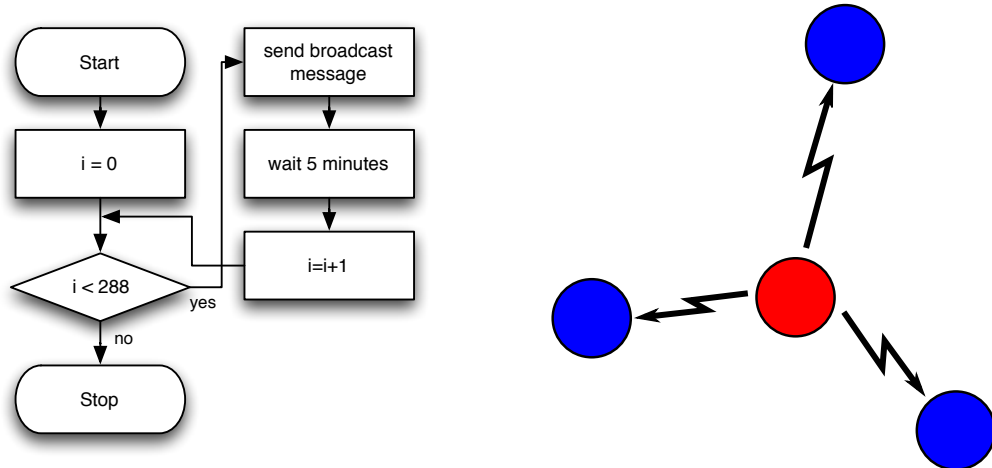 Start
i = 0
i < 288
yes
no
Stop
send broadcast
message
wait 5 minutes
i=i+1